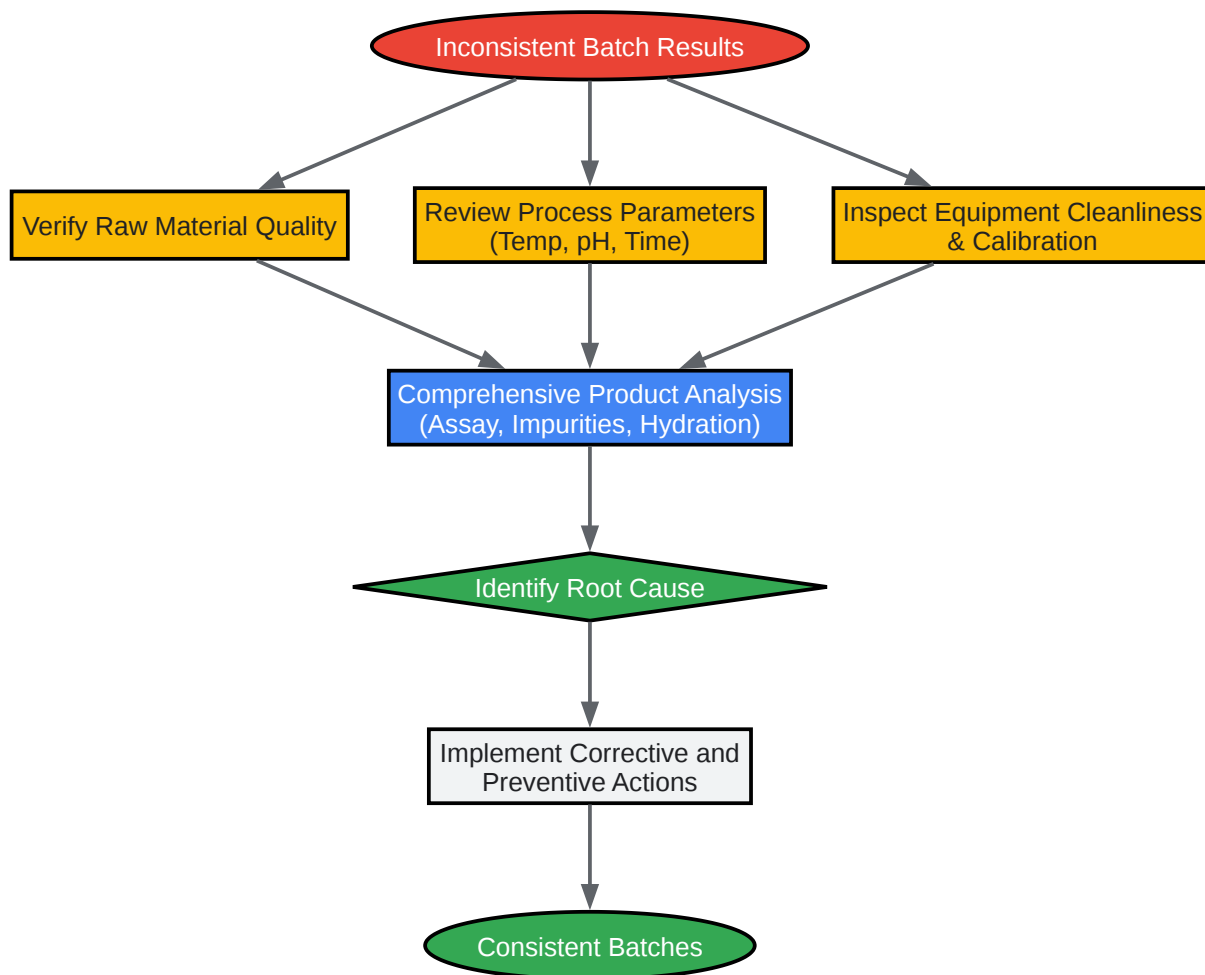 Inconsistent Batch Results
Verify Raw Material Quality
Review Process Parameters
(Temp, pH, Time)
Inspect Equipment Cleanliness
& Calibration
Comprehensive Product Analysis
(Assay, Impurities, Hydration)
Identify Root Cause
Implement Corrective and
Preventive Actions
Consistent Batches